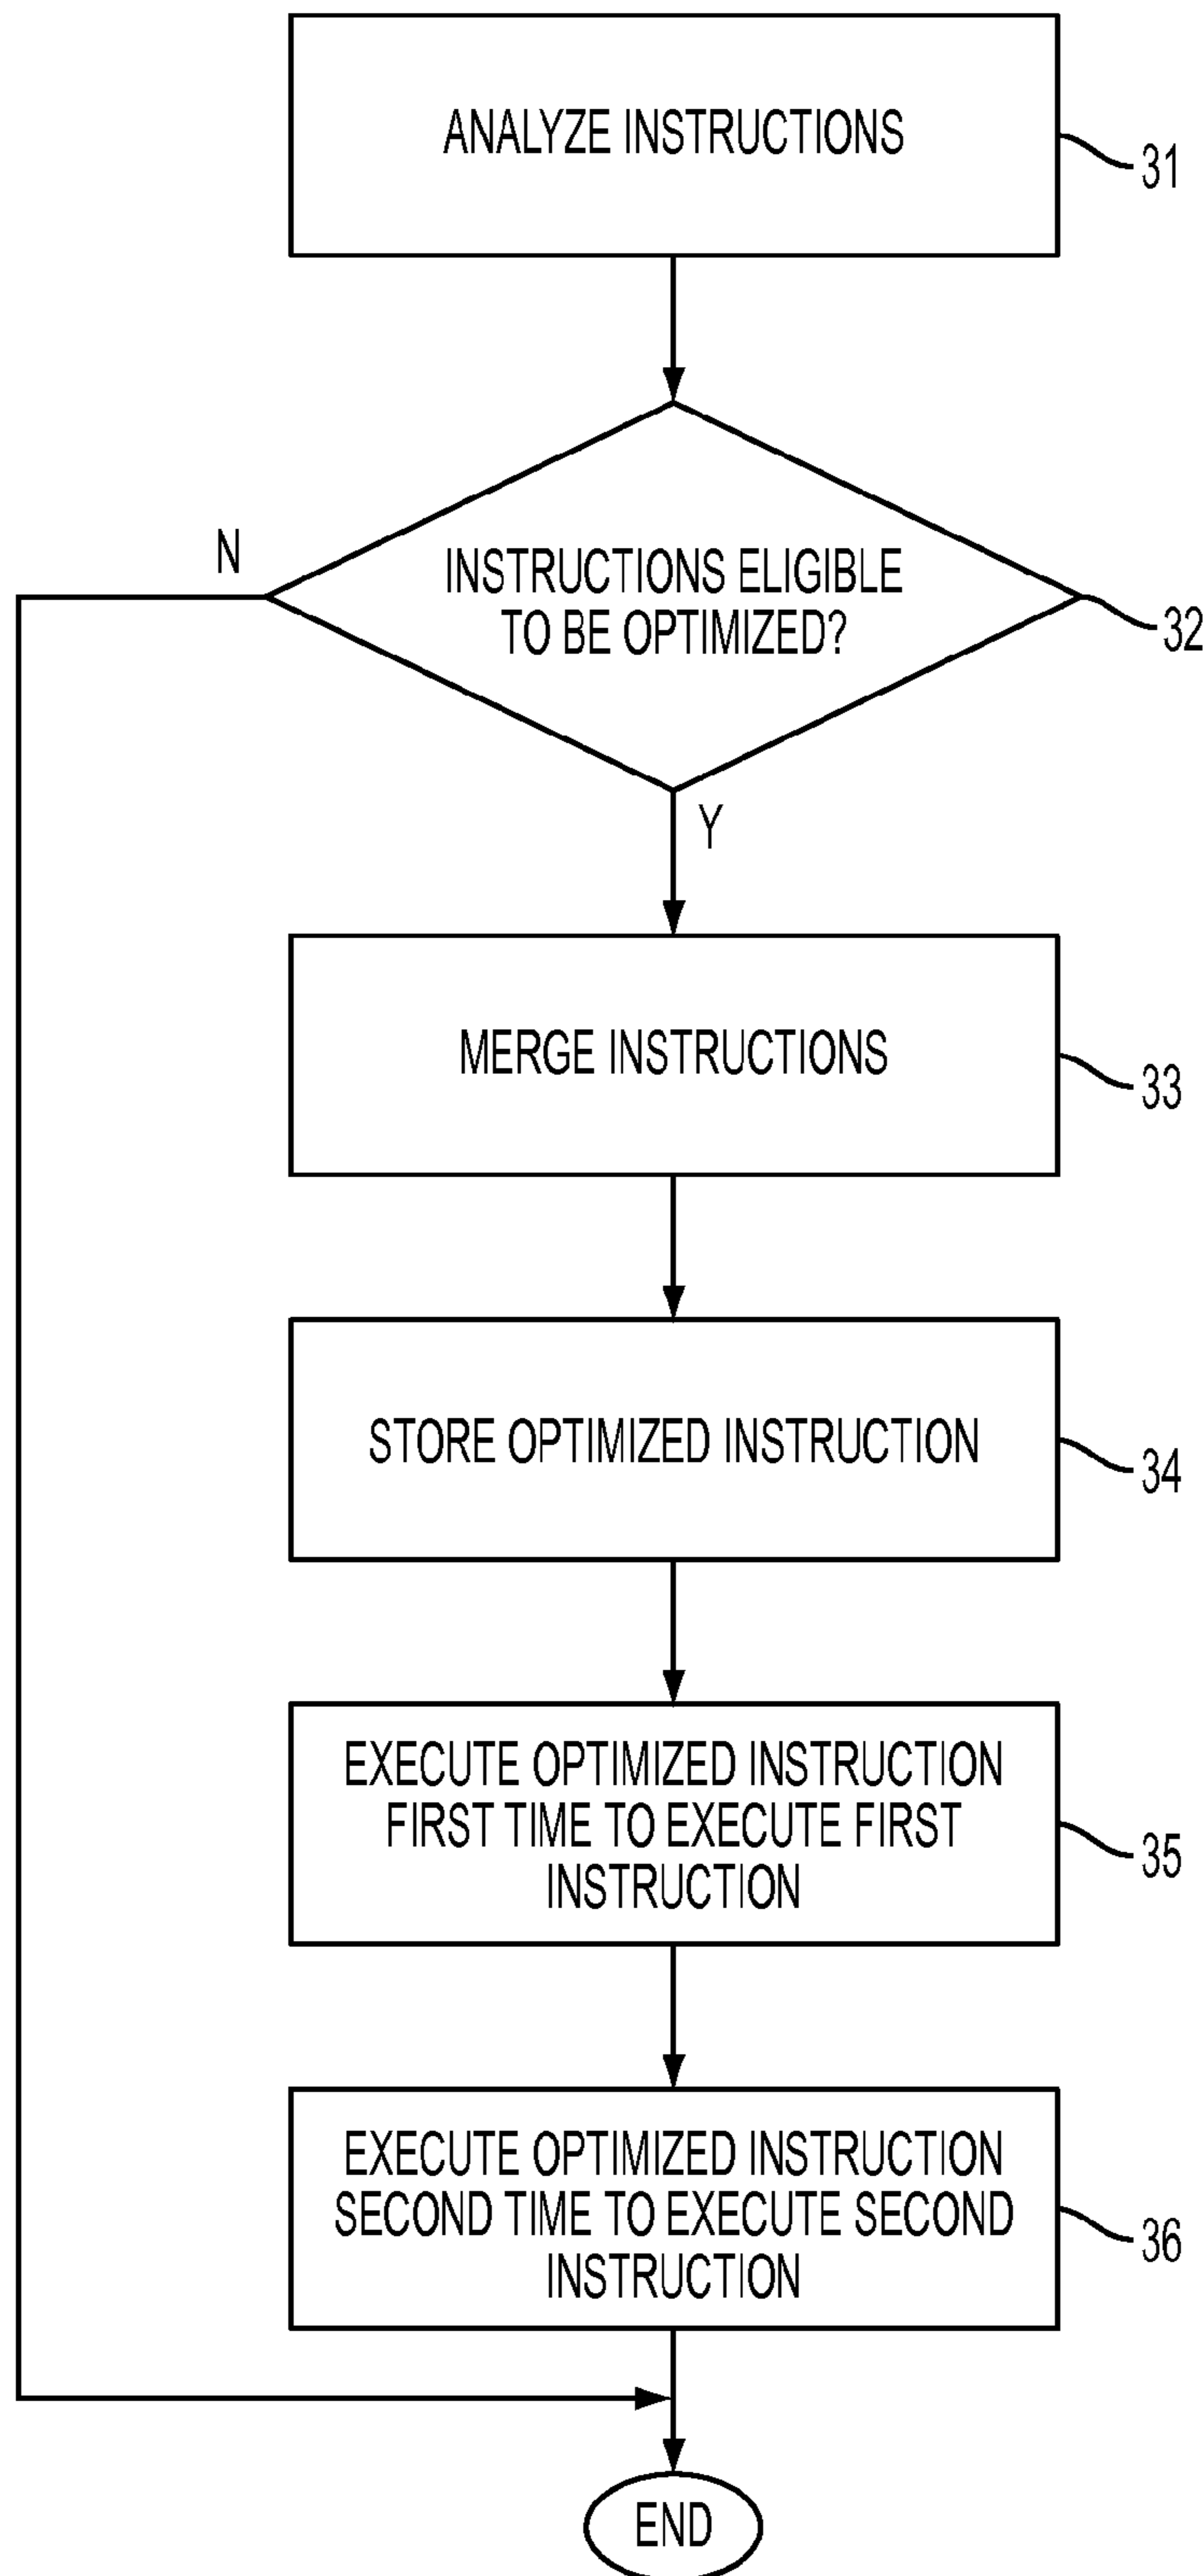 ANALYZE INSTRUCTIONS
31
N
INSTRUCTIONS ELIGIBLE
TO BE OPTIMIZED?
32
Y
MERGE INSTRUCTIONS
33
STORE OPTIMIZED INSTRUCTION
34
EXECUTE OPTIMIZED INSTRUCTION
FIRST TIME TO EXECUTE FIRST
INSTRUCTION
35
EXECUTE OPTIMIZED INSTRUCTION
SECOND TIME TO EXECUTE SECOND
INSTRUCTION
36
END